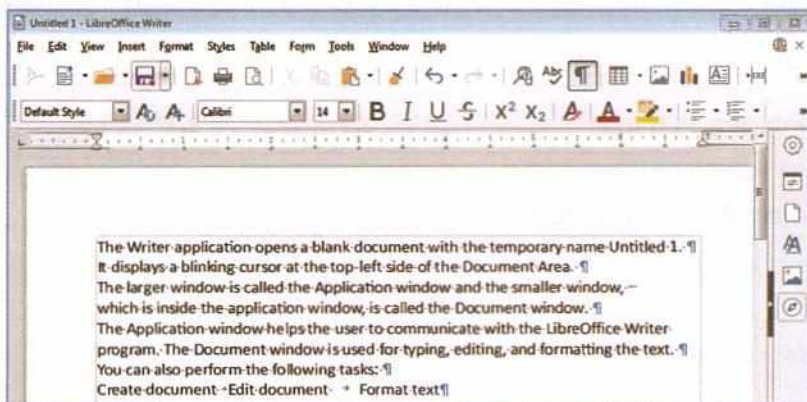 Untitled 1 - LibreOffice Writer
File Edit View Insert Format Styles Table Form Tools Window Help
Default Style Calibri 14 B I U S X² X₂ A A
The Writer application opens a blank document with the temporary name Untitled 1. ¶
It displays a blinking cursor at the top-left side of the Document Area. ¶
The larger window is called the Application window and the smaller window,
which is inside the application window, is called the Document window. ¶
The Application window helps the user to communicate with the LibreOffice Writer
program. The Document window is used for typing, editing, and formatting the text. ¶
You can also perform the following tasks: ¶
Create document → Edit document → Format text¶